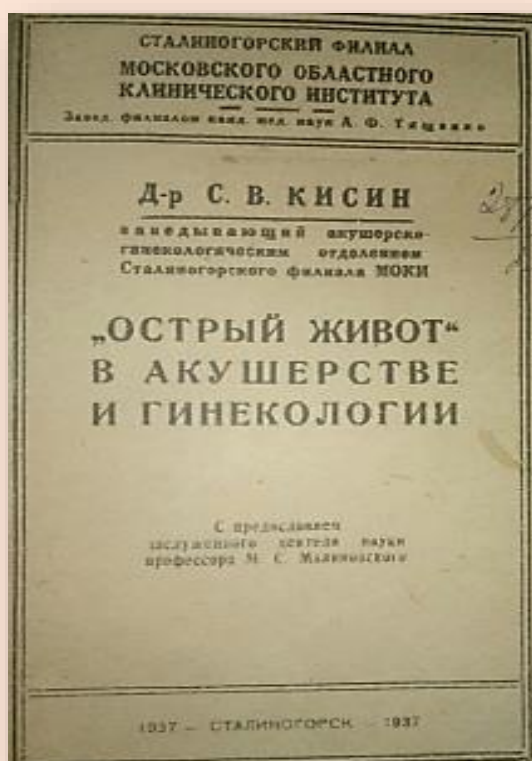 СТАЛИНОГОРСКИЙ ФИЛИАЛ
МОСКОВСКОГО ОБЛАСТНОГО
КЛИНИЧЕСКОГО ИНСТИТУТА
Завед. филиалом канд. мед. наук А. Ф. Тищенко
Д-р С. В. КИСИН
заведывающий акушерско-
гинекологическим отделением
Сталиногорского филиала МОКИ
„ОСТРЫЙ ЖИВОТ“
В АКУШЕРСТВЕ
И ГИНЕКОЛОГИИ
С предисловием
заслуженного деятеля науки
профессора М. С. Малиновского
1937 — СТАЛИНОГОРСК — 1937